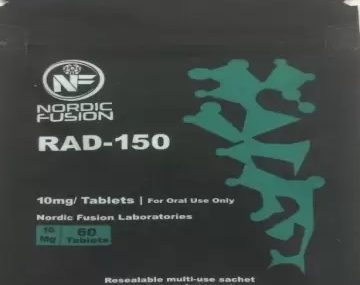 NF
NORDIC
FUSION
RAD-150
10mg/ Tablets | For Oral Use Only
Nordic Fusion Laboratories
10 60
Mg Tablets
Resealable multi-use sachet